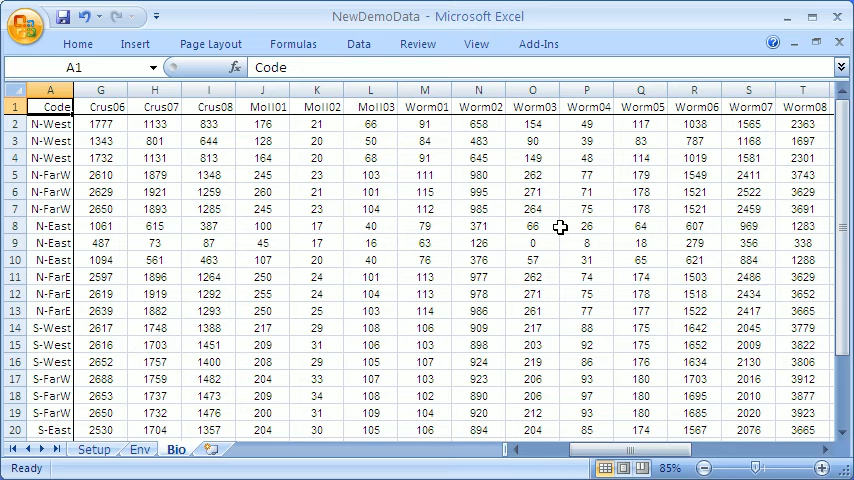 NewDemoData - Microsoft Excel
Home Insert Page Layout Formulas Data Review View Add-Ins
A1 fx Code
A G H I J K L M N O P Q R S T
1 Code Crus06 Crus07 Crus08 Moll01 Moll02 Moll03 Worm01 Worm02 Worm03 Worm04 Worm05 Worm06 Worm07 Worm08
2 N-West 1777 1133 833 176 21 66 91 658 154 49 117 1038 1565 2363
3 N-West 1343 801 644 128 20 50 84 483 90 39 83 787 1168 1697
4 N-West 1732 1131 813 164 20 68 91 645 149 48 114 1019 1581 2301
5 N-FarW 2610 1879 1348 245 23 103 111 980 262 77 179 1549 2411 3743
6 N-FarW 2629 1921 1259 260 21 101 115 995 271 71 178 1521 2522 3629
7 N-FarW 2650 1893 1285 245 23 104 112 985 264 75 178 1521 2459 3691
8 N-East 1061 615 387 100 17 40 79 371 66 26 64 607 969 1283
9 N-East 487 73 87 45 17 16 63 126 0 8 18 279 356 338
10 N-East 1094 561 463 107 20 40 76 376 57 31 65 621 884 1288
11 N-FarE 2597 1896 1264 250 24 101 113 977 262 74 174 1503 2486 3629
12 N-FarE 2619 1919 1292 255 24 104 113 978 271 75 178 1518 2434 3652
13 N-FarE 2639 1882 1293 250 25 103 114 986 261 77 177 1522 2417 3665
14 S-West 2617 1748 1388 217 29 108 106 909 217 88 175 1642 2045 3779
15 S-West 2616 1703 1451 209 31 106 103 898 203 92 175 1652 2009 3822
16 S-West 2652 1757 1400 208 29 105 107 924 219 86 176 1634 2130 3806
17 S-FarW 2688 1759 1482 204 33 107 103 923 206 93 180 1703 2016 3912
18 S-FarW 2653 1737 1473 209 34 108 102 890 206 97 180 1695 2010 3877
19 S-FarW 2650 1732 1476 200 31 109 104 920 212 93 180 1685 2020 3923
20 S-East 2530 1704 1357 204 30 105 106 894 204 85 174 1567 2076 3665
Setup Env Bio
Ready 85%